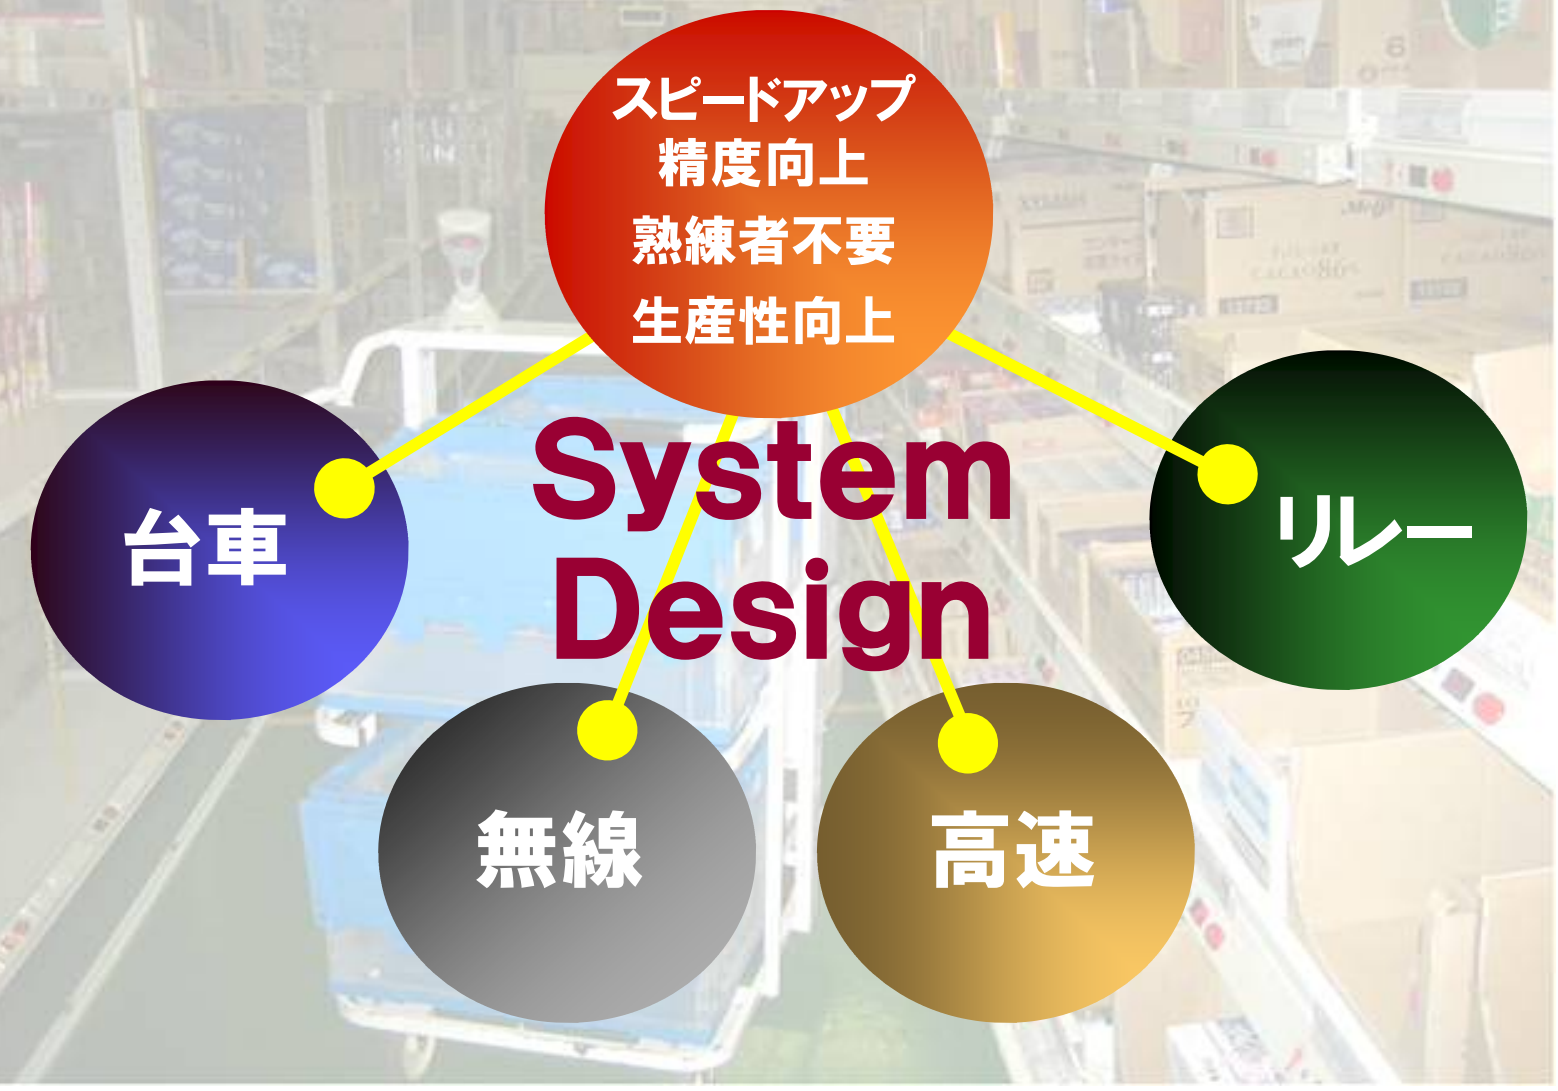 スピードアップ
精度向上
熟練者不要
生産性向上
System
Design
台車
リレー
無線
高速